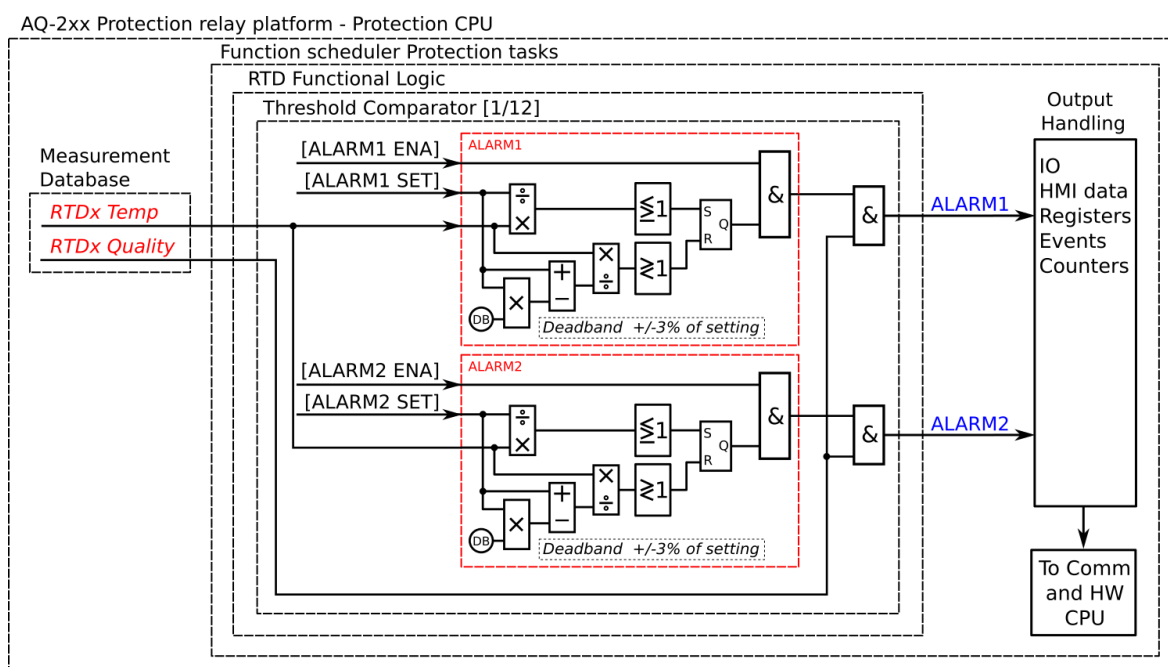 AQ-2xx Protection relay platform - Protection CPU
Function scheduler Protection tasks
RTD Functional Logic
Threshold Comparator [1/12]
Measurement
Database
RTDx Temp
RTDx Quality
[ALARM1 ENA]
[ALARM1 SET]
ALARM1
÷
×
≦1
S
R
Q
&
×
÷
≷1
+
−
×
DB
Deadband +/-3% of setting
&
ALARM1
[ALARM2 ENA]
[ALARM2 SET]
ALARM2
÷
×
≦1
S
R
Q
&
×
÷
≷1
+
−
×
DB
Deadband +/-3% of setting
&
ALARM2
Output
Handling
IO
HMI data
Registers
Events
Counters
To Comm
and HW
CPU